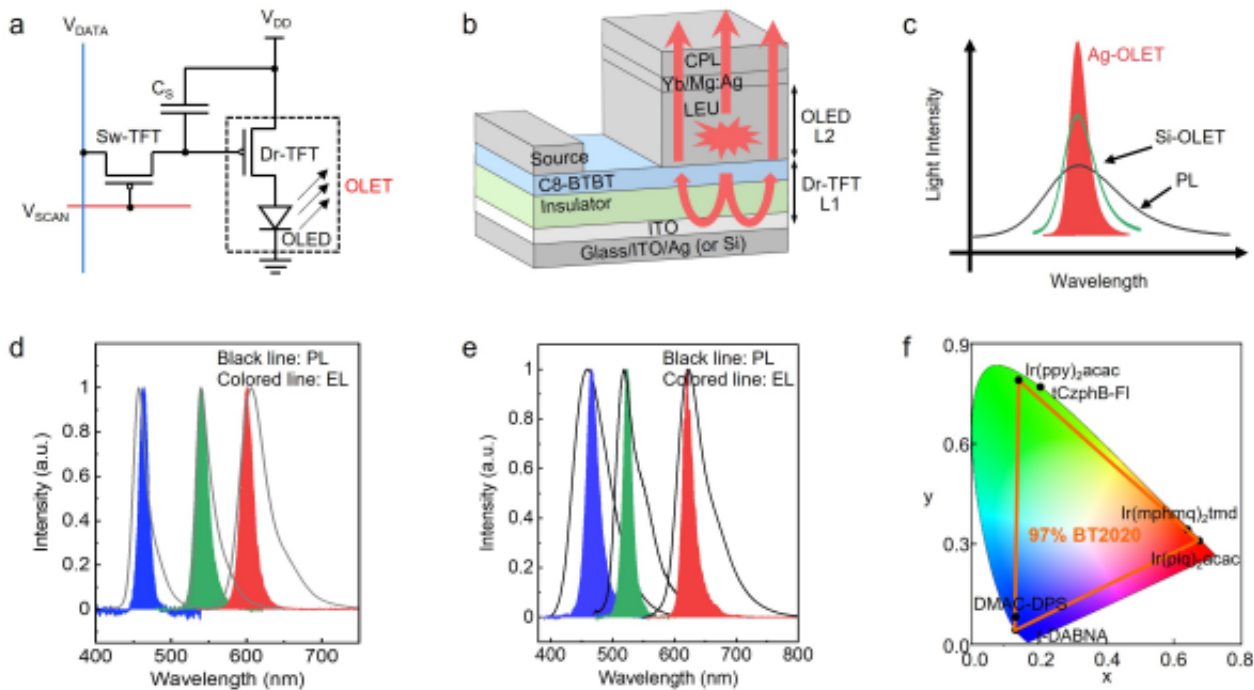 a
V_DATA
V_DD
C_S
Sw-TFT
Dr-TFT
OLET
V_SCAN
OLED
b
CPL
Yb/Mg:Ag
LEU
OLED
L2
Source
C8-BTBT
Dr-TFT
L1
Insulator
ITO
Glass/ITO/Ag (or Si)
c
Ag-OLET
Si-OLET
PL
Light Intensity
Wavelength
d
Black line: PL
Colored line: EL
1
0.8
0.6
0.4
0.2
0
Intensity (a.u.)
400 500 600 700
Wavelength (nm)
e
Black line: PL
Colored line: EL
1
0.8
0.6
0.4
0.2
0
Intensity (a.u.)
400 500 600 700 800
Wavelength (nm)
f
0.9
0.6
0.3
0.0
y
Ir(ppy)₂acac
tCzphB-Fl
Ir(mphmq)₂tmd
97% BT2020
Ir(piq)₂acac
DMAC-DPS
0.0 0.2 0.4 0.6 0.8
x